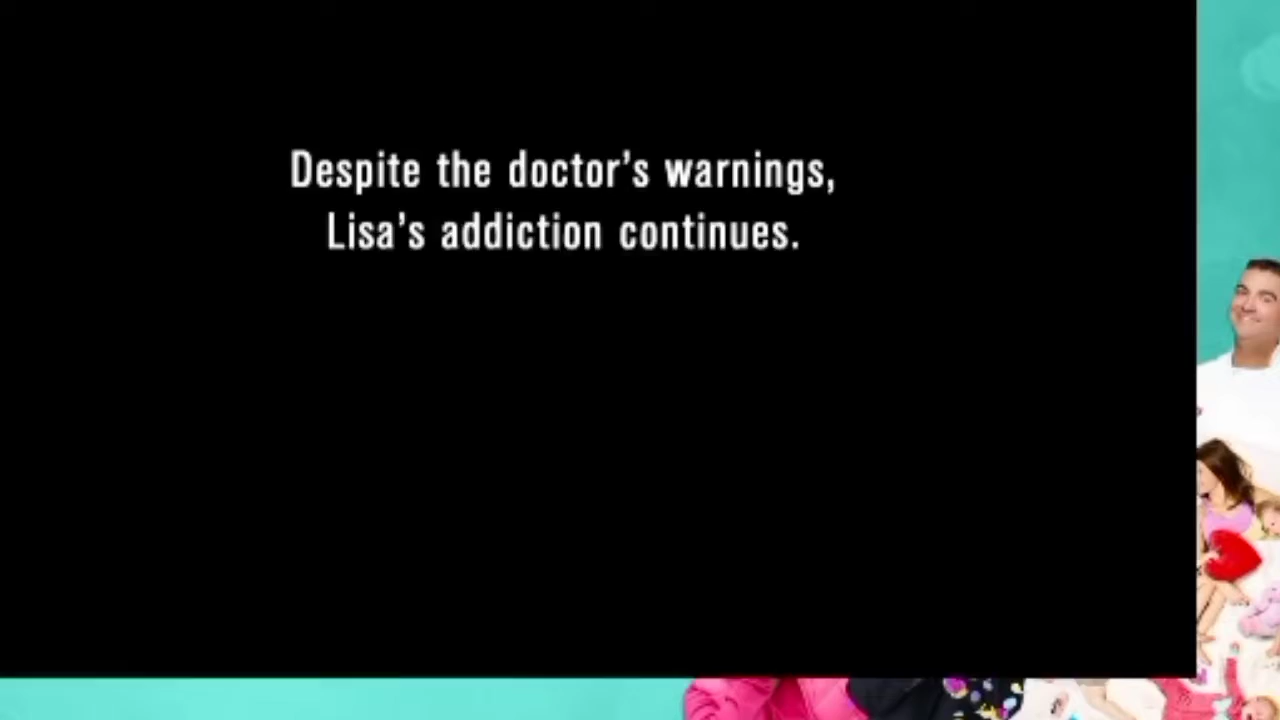 Despite the doctor’s warnings,
Lisa’s addiction continues.